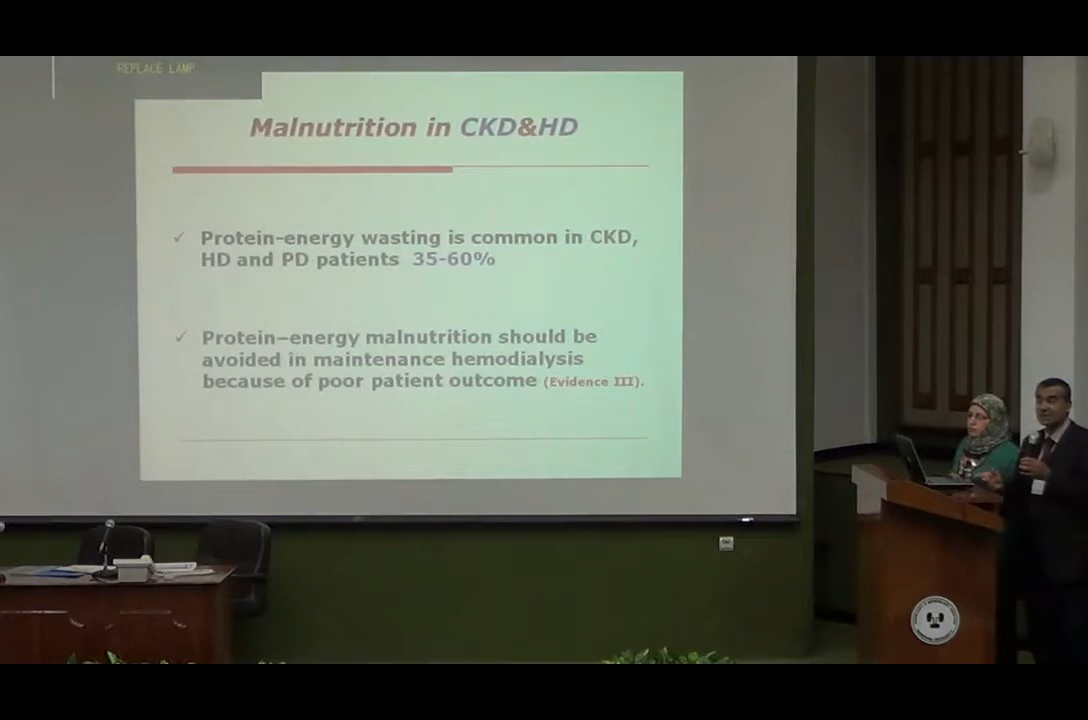 REPLACE LAMP
Malnutrition in CKD&HD
✓ Protein-energy wasting is common in CKD,
HD and PD patients 35-60%
✓ Protein–energy malnutrition should be
avoided in maintenance hemodialysis
because of poor patient outcome (Evidence III).